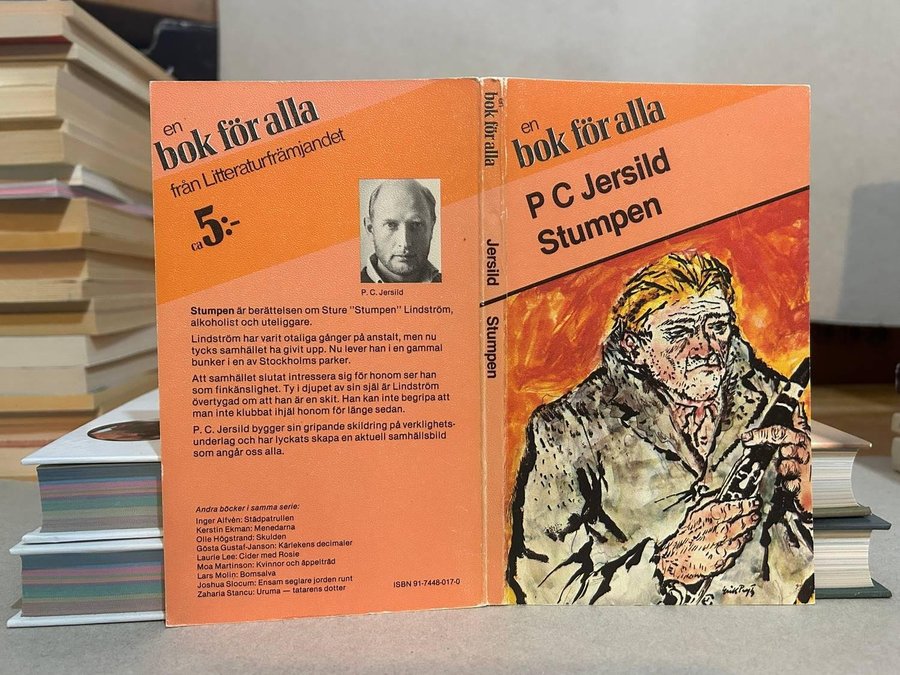 en
bok för alla
från Litteraturfrämjandet
ca 5:-
P. C. Jersild
Stumpen är berättelsen om Sture "Stumpen" Lindström,
alkoholist och uteliggare.
Lindström har varit otaliga gånger på anstalt, men nu
tycks samhället ha givit upp. Nu lever han i en gammal
bunker i en av Stockholms parker.
Att samhället slutat intressera sig för honom ser han
som finkänslighet. Ty i djupet av sin själ är Lindström
övertygad om att han är en skit. Han kan inte begripa att
man inte klubbat ihjäl honom för länge sedan.
P. C. Jersild bygger sin gripande skildring på verklighets-
underlag och har lyckats skapa en aktuell samhällsbild
som angår oss alla.
Andra böcker i samma serie:
Inger Alfvén: Städpatrullen
Kerstin Ekman: Menedarna
Olle Högstrand: Skulden
Gösta Gustaf-Janson: Kärlekens decimaler
Laurie Lee: Cider med Rosie
Moa Martinson: Kvinnor och äppelträd
Lars Molin: Bomsalva
Joshua Slocum: Ensam seglare jorden runt
Zaharia Stancu: Uruma — tatarens dotter
ISBN 91-7448-017-0
en
bok för alla
Jersild
Stumpen
en
bok för alla
P C Jersild
Stumpen